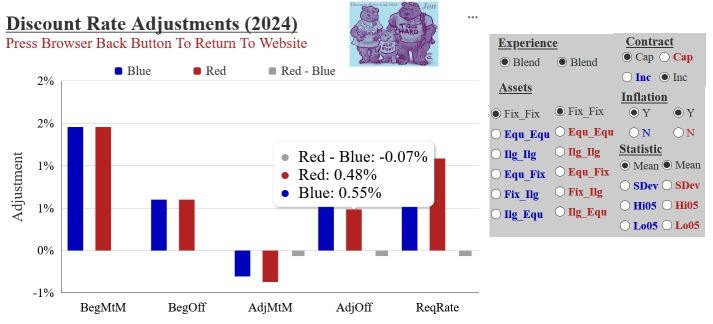 Discount Rate Adjustments (2024)
Press Browser Back Button To Return To Website
Jon
TOO
HARD
Blue Red Red - Blue
Adjustment
2%
2%
1%
1%
0%
-1%
Red - Blue: -0.07%
Red: 0.48%
Blue: 0.55%
BegMtM BegOff AdjMtM AdjOff ReqRate
Experience
Blend Blend
Assets
Fix_Fix Fix_Fix
Equ_Equ Equ_Equ
Ilg_Ilg Ilg_Ilg
Equ_Fix Equ_Fix
Fix_Ilg Fix_Ilg
Ilg_Equ Ilg_Equ
Contract
Cap Cap
Inc Inc
Inflation
Y Y
N N
Statistic
Mean Mean
SDev SDev
Hi05 Hi05
Lo05 Lo05